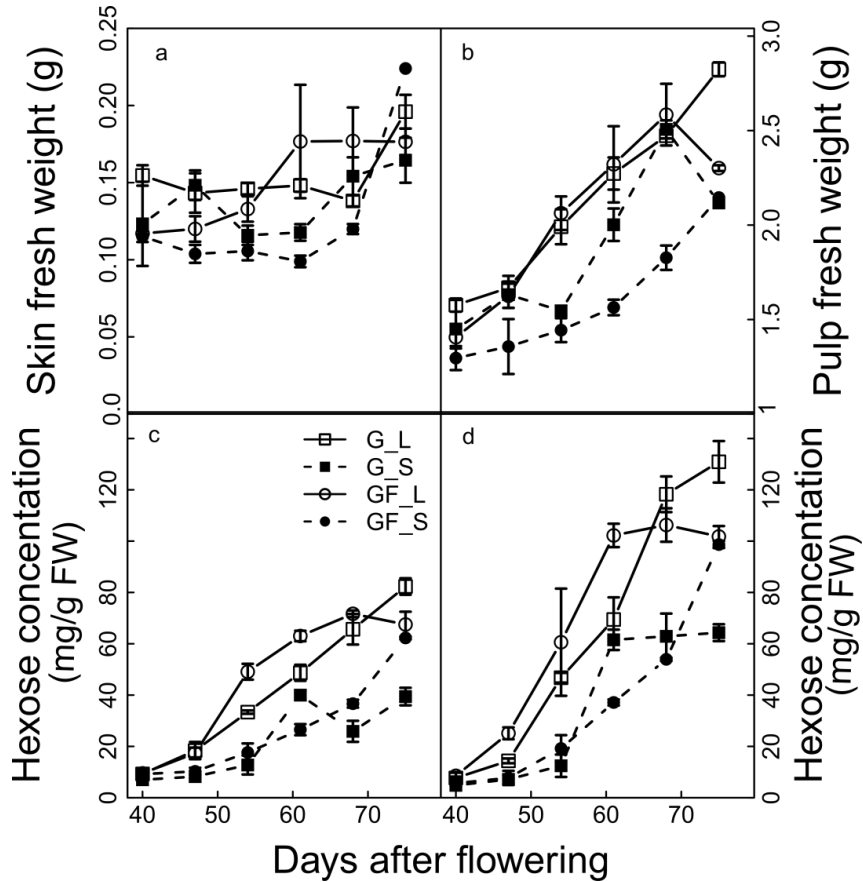 Skin fresh weight (g)
0.0
0.05
0.10
0.15
0.20
0.25
a
b
Pulp fresh weight (g)
1
1.5
2.0
2.5
3.0
Hexose concentration
(mg/g FW)
0
20
40
60
80
120
c
G_L
G_S
GF_L
GF_S
d
Hexose concentration
(mg/g FW)
0
20
40
60
80
120
40
50
60
70
40
50
60
70
Days after flowering